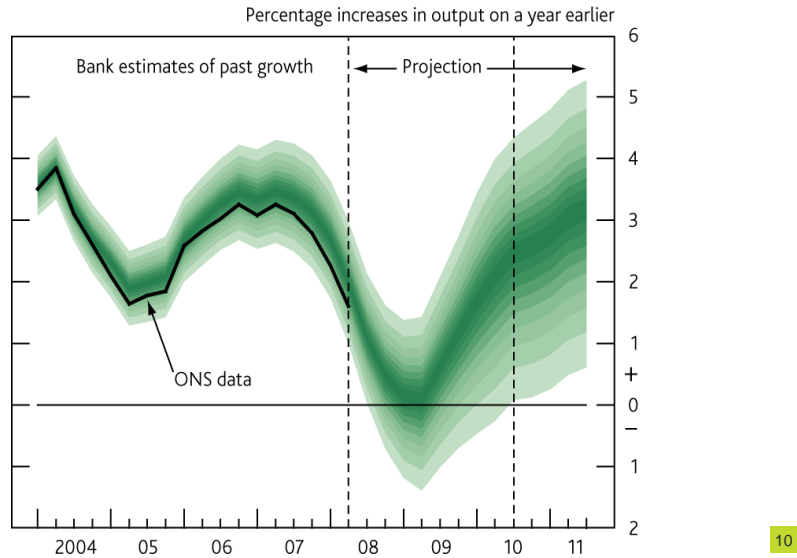 Percentage increases in output on a year earlier
6
Bank estimates of past growth
Projection
5
4
3
2
1
+
ONS data
0
–
1
2
2004 05 06 07 08 09 10 11
10